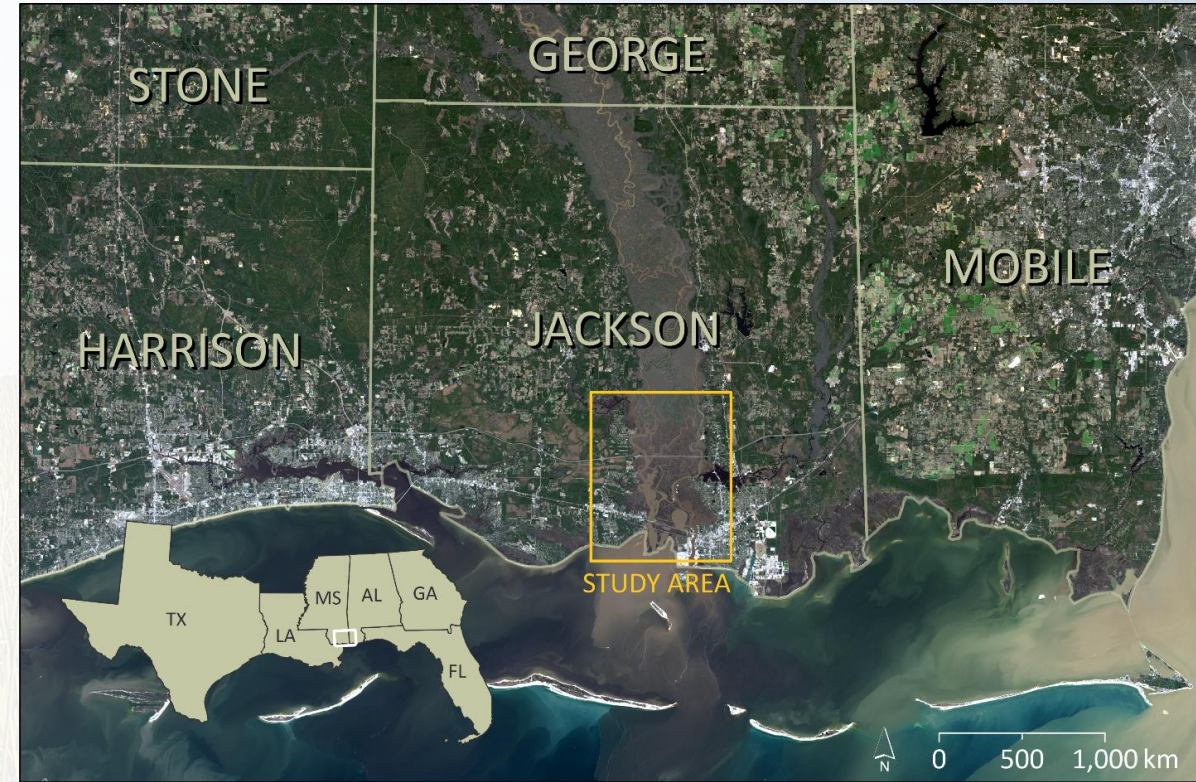 STONE
GEORGE
HARRISON
JACKSON
MOBILE
STUDY AREA
TX
LA
MS
AL
GA
FL
N
0 500 1,000 km